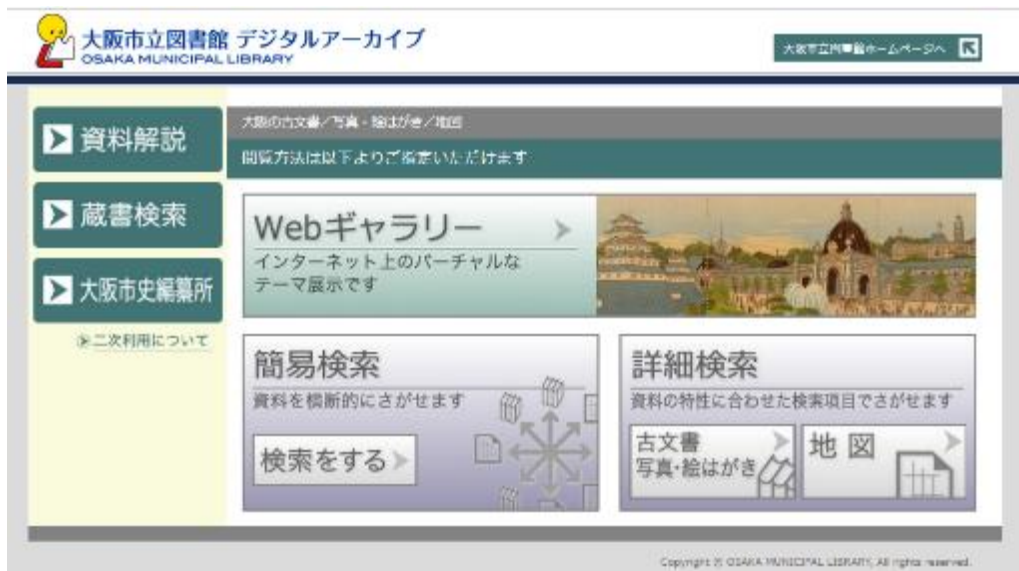 大阪市立図書館 デジタルアーカイブ
OSAKA MUNICIPAL LIBRARY
大阪市立図書館ホームページへ
資料解説
蔵書検索
大阪市史編纂所
二次利用について
大阪の古文書/写真・絵はがき/地図
閲覧方法は以下よりご指定いただけます
Webギャラリー
インターネット上のバーチャルな
テーマ展示です
簡易検索
資料を横断的にさがせます
検索をする
詳細検索
資料の特性に合わせた検索項目でさがせます
古文書
写真・絵はがき
地図
Copyright OSAKA MUNICIPAL LIBRARY, All rights reserved.